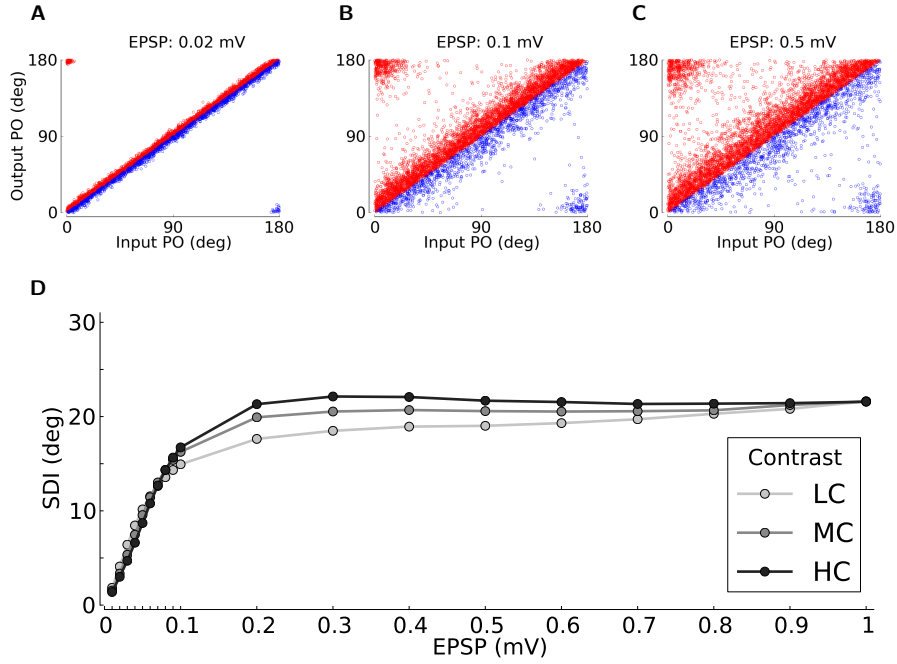 A
B
C
EPSP: 0.02 mV
EPSP: 0.1 mV
EPSP: 0.5 mV
Output PO (deg)
180
90
0
0
90
180
Input PO (deg)
180
90
0
0
90
180
Input PO (deg)
180
90
0
0
90
180
Input PO (deg)
D
SDI (deg)
30
20
10
0
0
0.1
0.2
0.3
0.4
0.5
0.6
0.7
0.8
0.9
1
EPSP (mV)
Contrast
LC
MC
HC